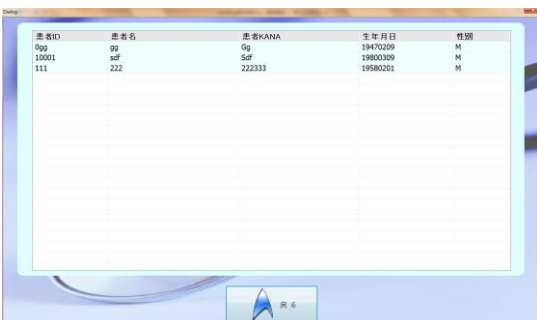 Dialog
患者ID 患者名 患者KANA 生年月日 性別
0gg gg Gg 19470209 M
10001 sdf Sdf 19800309 M
111 222 222333 19580201 M
戻る